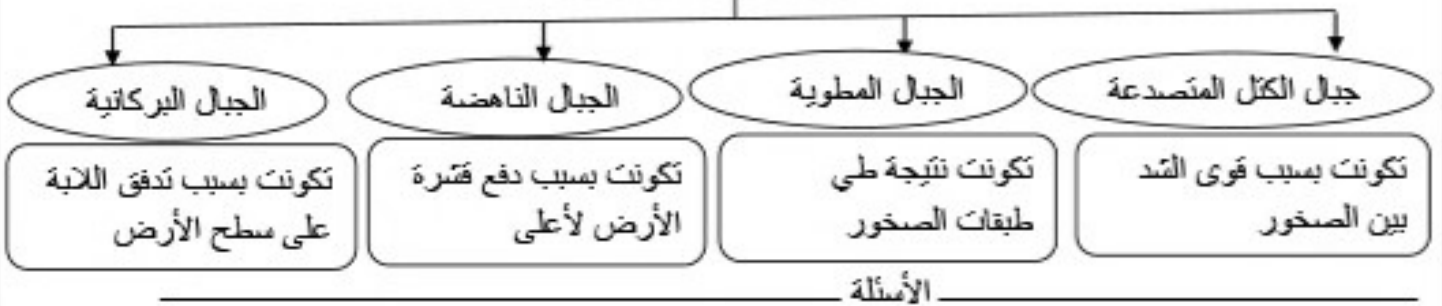 جبال الكتل المتصدعة
الجبال المطوية
الجبال الناهضة
الجبال البركانية
تكونت بسبب قوى الشد
بين الصخور
تكونت نتيجة طي
طبقات الصخور
تكونت بسبب دفع قشرة
الأرض لأعلى
تكونت بسبب تدفق اللابة
على سطح الأرض
الأسئلة